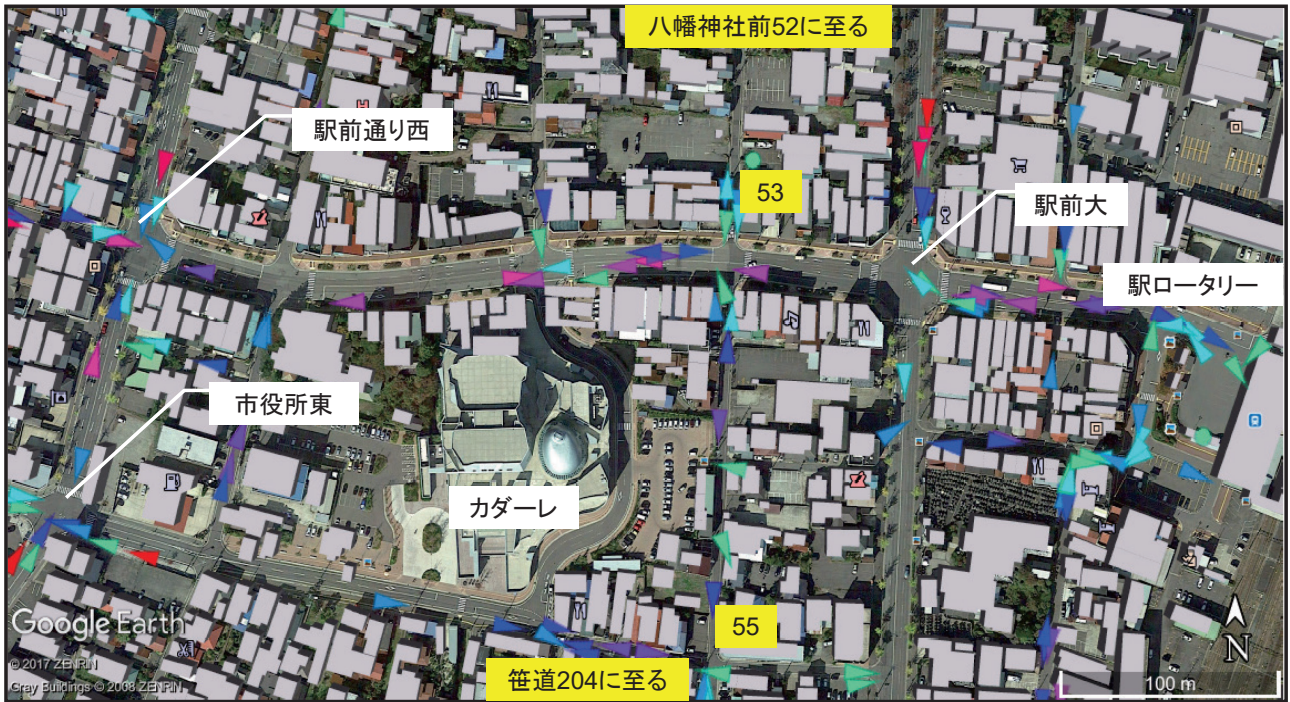 八幡神社前52に至る
駅前通り西
53
駅前大
駅ロータリー
市役所東
カダーレ
55
笹道204に至る
Google Earth
© 2017 ZENRIN
Gray Buildings © 2008 ZENRIN
N
100 m